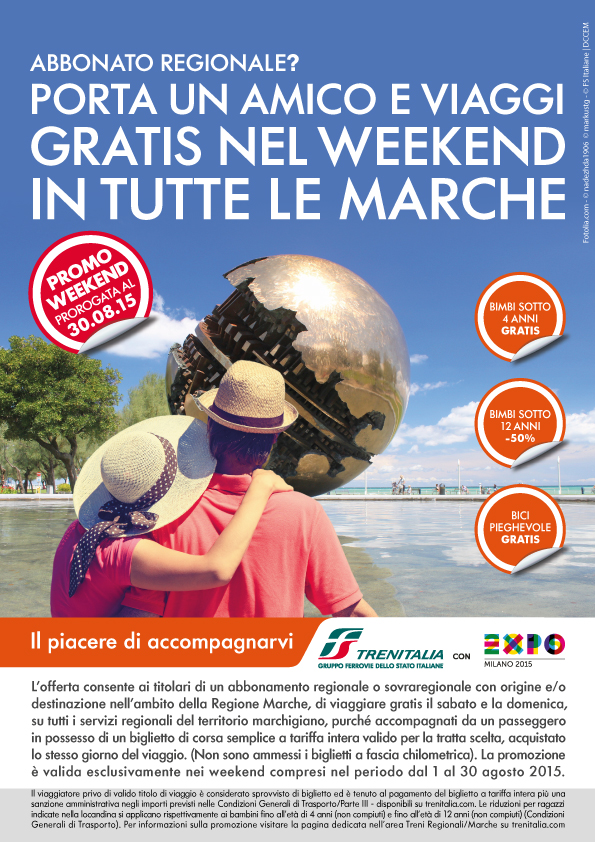 ABBONATO REGIONALE?
PORTA UN AMICO E VIAGGI
GRATIS NEL WEEKEND
IN TUTTE LE MARCHE
Fotolia.com - © nadezhda1906 © markustg - © FS Italiane | DCCEM
PROMO
WEEKEND
PROROGATA AL
30.08.15
BIMBI SOTTO
4 ANNI
GRATIS
BIMBI SOTTO
12 ANNI
-50%
BICI
PIEGHEVOLE
GRATIS
Il piacere di accompagnarvi
TRENITALIA
GRUPPO FERROVIE DELLO STATO ITALIANE
CON
EXPO
MILANO 2015
L'offerta consente ai titolari di un abbonamento regionale o sovraregionale con origine e/o
destinazione nell'ambito della Regione Marche, di viaggiare gratis il sabato e la domenica,
su tutti i servizi regionali del territorio marchigiano, purché accompagnati da un passeggero
in possesso di un biglietto di corsa semplice a tariffa intera valido per la tratta scelta, acquistato
lo stesso giorno del viaggio. (Non sono ammessi i biglietti a fascia chilometrica). La promozione
è valida esclusivamente nei weekend compresi nel periodo dal 1 al 30 agosto 2015.
Il viaggiatore privo di valido titolo di viaggio è considerato sprovvisto di biglietto ed è tenuto al pagamento del biglietto a tariffa intera più una
sanzione amministrativa negli importi previsti nelle Condizioni Generali di Trasporto/Parte III - disponibili su trenitalia.com. Le riduzioni per ragazzi
indicate nella locandina si applicano rispettivamente ai bambini fino all'età di 4 anni (non compiuti) e fino all'età di 12 anni (non compiuti) (Condizioni
Generali di Trasporto). Per informazioni sulla promozione visitare la pagina dedicata nell'area Treni Regionali/Marche su trenitalia.com